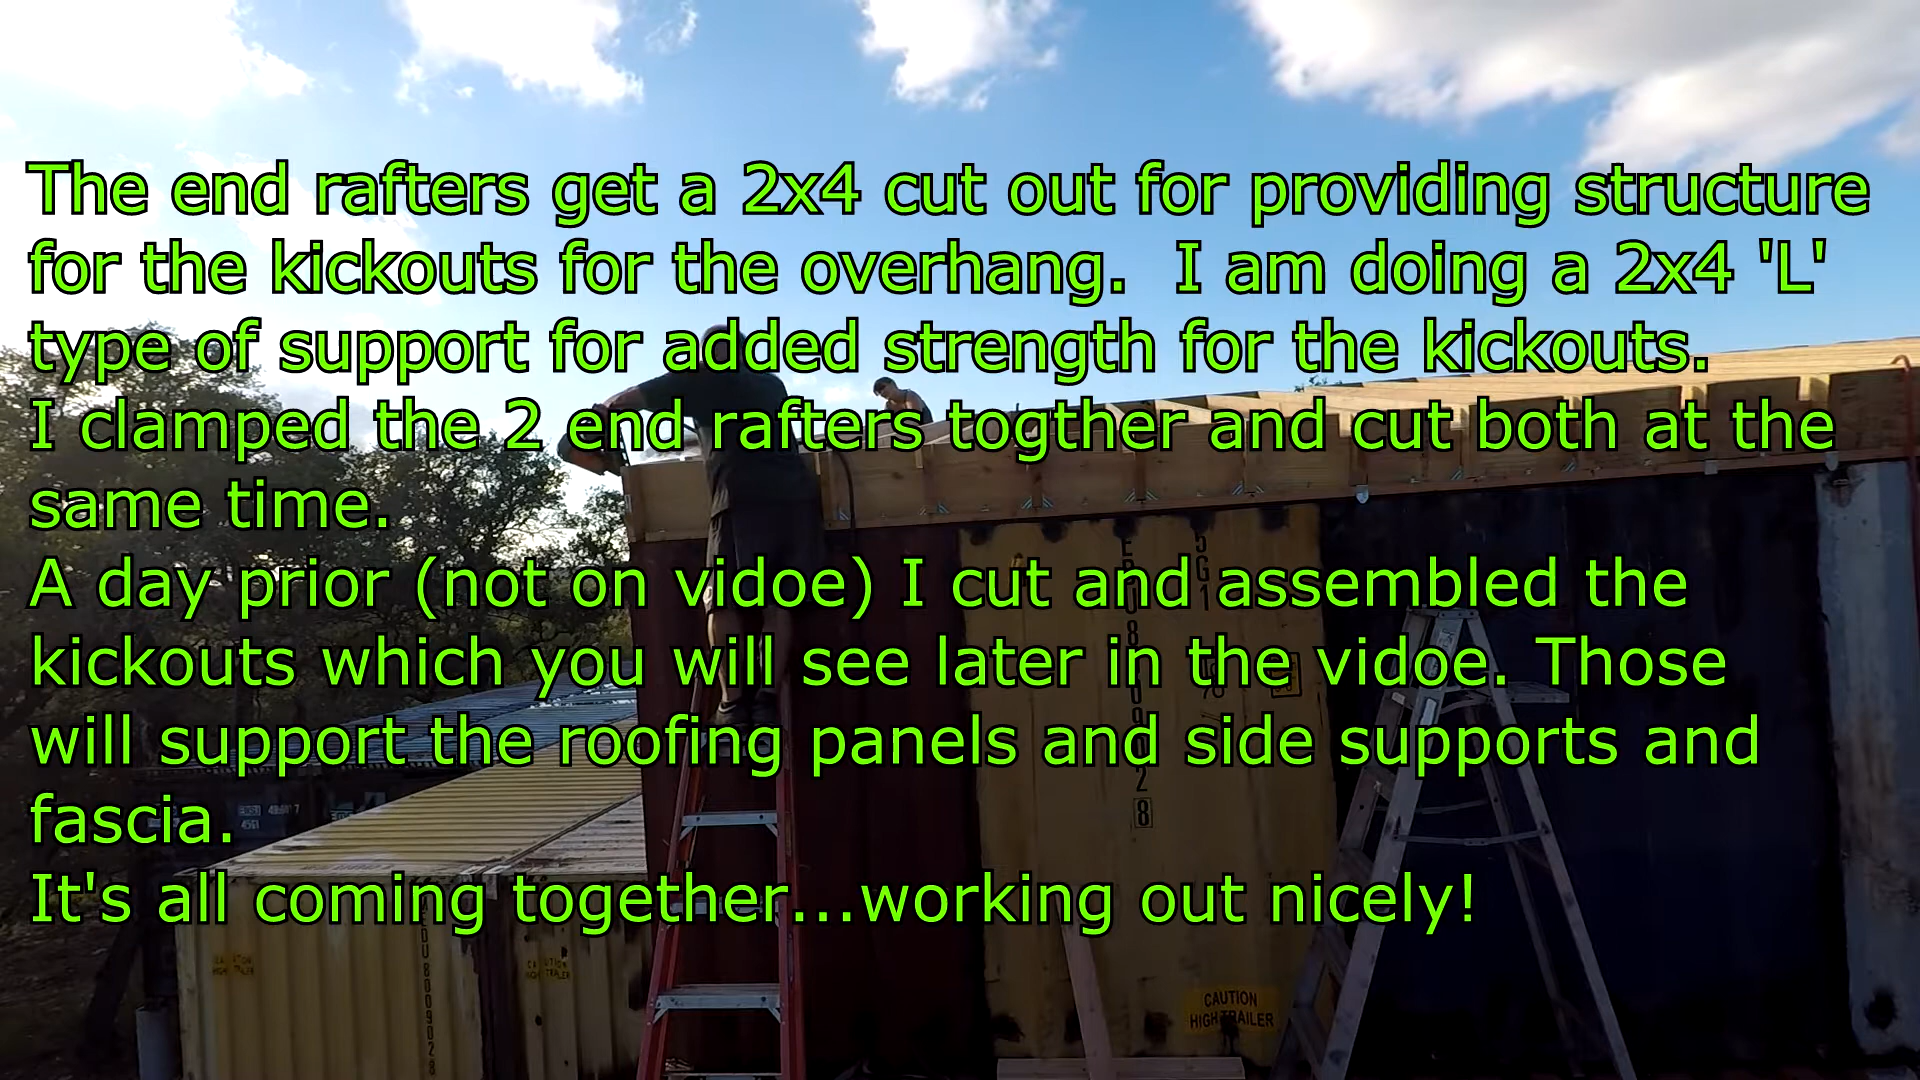 The end rafters get a 2x4 cut out for providing structure
for the kickouts for the overhang.  I am doing a 2x4 'L'
type of support for added strength for the kickouts.
I clamped the 2 end rafters togther and cut both at the
same time.
A day prior (not on vidoe) I cut and assembled the
kickouts which you will see later in the vidoe. Those
will support the roofing panels and side supports and
fascia.
It's all coming together...working out nicely!
CAUTION
HIGH TRAILER